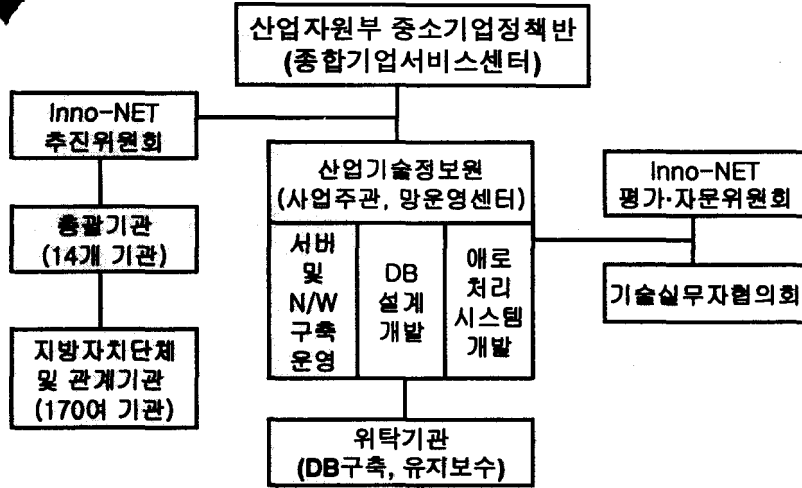 산업자원부 중소기업정책반
(종합기업서비스센터)
Inno-NET
추진위원회
총괄기관
(14개 기관)
지방자치단체
및 관계기관
(170여 기관)
산업기술정보원
(사업주관, 망운영센터)
서버
및
N/W
구축
운영
DB
설계
개발
애로
처리
시스템
개발
위탁기관
(DB구축, 유지보수)
Inno-NET
평가·자문위원회
기술실무자협의회